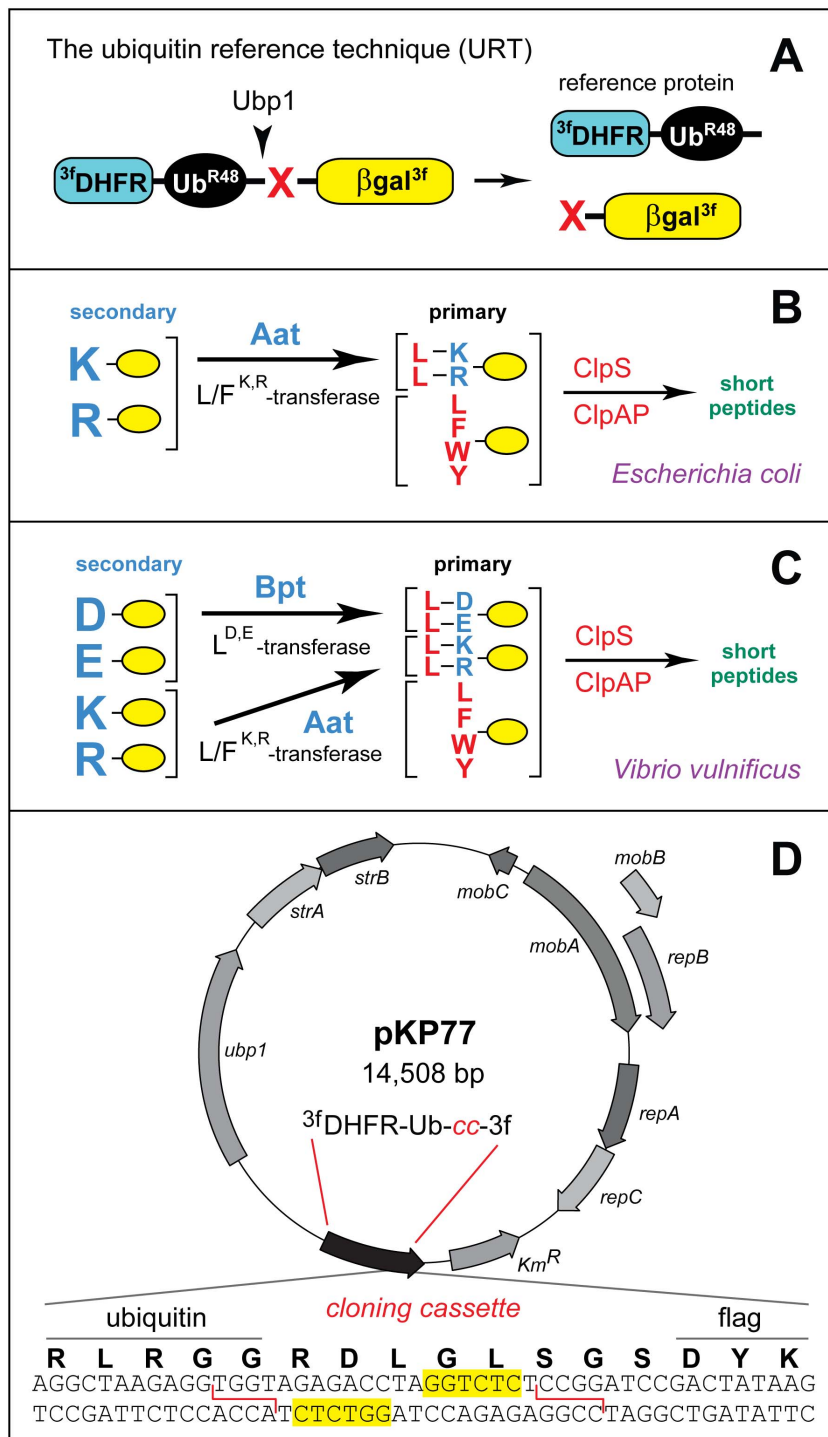 The ubiquitin reference technique (URT)
A
Ubp1
reference protein
3fDHFR
UbR48
X
βgal3f
3fDHFR
UbR48
X
βgal3f
B
secondary
primary
K
R
Aat
L/F K,R -transferase
L–K
L–R
L
F
W
Y
ClpS
ClpAP
short
peptides
Escherichia coli
C
secondary
primary
D
E
K
R
Bpt
L D,E -transferase
Aat
L/F K,R -transferase
L–D
L–E
L–K
L–R
L
F
W
Y
ClpS
ClpAP
short
peptides
Vibrio vulnificus
D
strB
strA
mobC
mobB
mobA
repB
ubp1
pKP77
14,508 bp
3fDHFR-Ub-cc-3f
repA
repC
KmR
cloning cassette
ubiquitin
flag
R L R G G R D L G L S G S D Y K
AGGCTAAGAGGTGGTAGAGACCTAGGTCTCTCCGGATCCGACTATAAG
TCCGATTCTCCACCATCTCTGGATCCAGAGAGGCCTAGGCTGATATTC